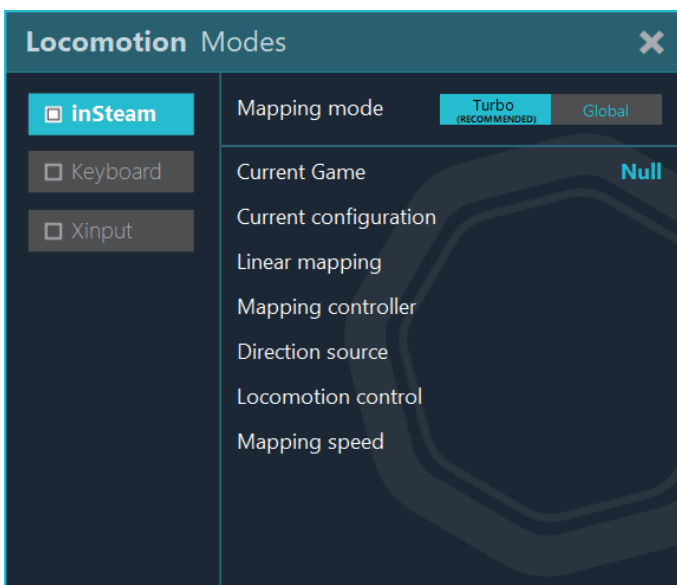 Locomotion Modes
inSteam
Keyboard
Xinput
Mapping mode
Turbo
(RECOMMENDED)
Global
Current Game Null
Current configuration
Linear mapping
Mapping controller
Direction source
Locomotion control
Mapping speed